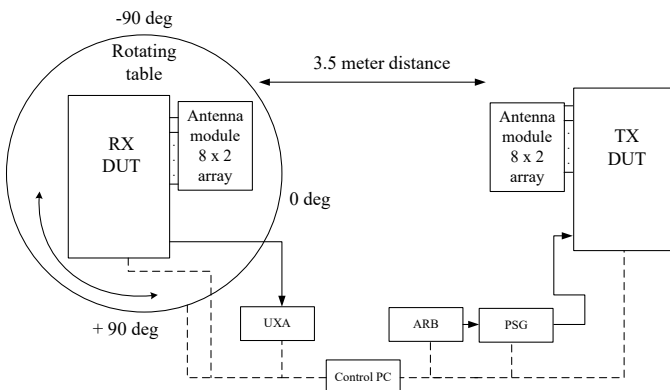 -90 deg
Rotating
table
3.5 meter distance
RX
DUT
Antenna
module
8 x 2
array
0 deg
Antenna
module
8 x 2
array
TX
DUT
+ 90 deg
UXA
ARB
PSG
Control PC